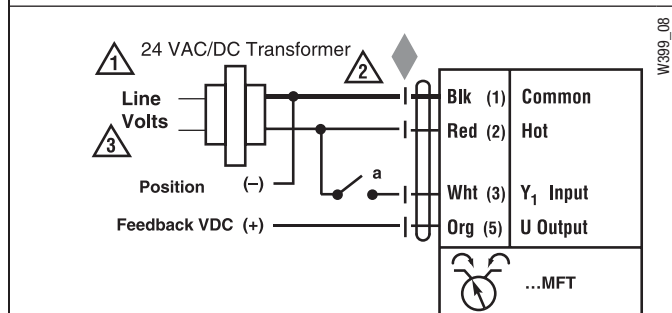 W399_08
1 24 VAC/DC Transformer 2
Line Volts
3
Blk (1) Common
Red (2) Hot
a
Position (–)
Wht (3) Y1 Input
Feedback VDC (+)
Org (5) U Output
...MFT